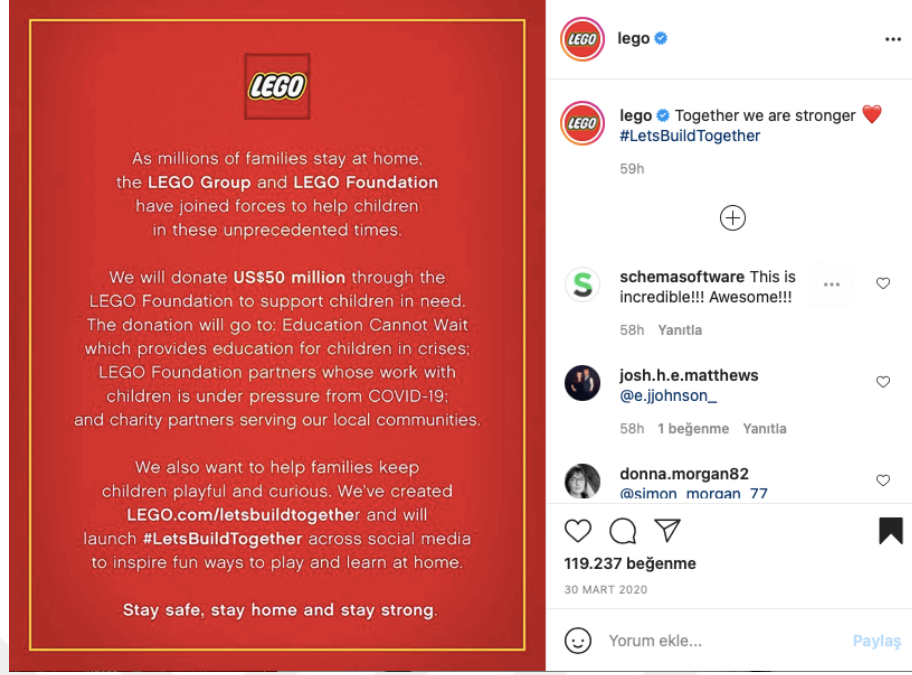 LEGO
As millions of families stay at home,
the LEGO Group and LEGO Foundation
have joined forces to help children
in these unprecedented times.
We will donate US$50 million through the
LEGO Foundation to support children in need.
The donation will go to: Education Cannot Wait
which provides education for children in crises;
LEGO Foundation partners whose work with
children is under pressure from COVID-19;
and charity partners serving our local communities.
We also want to help families keep
children playful and curious. We've created
LEGO.com/letsbuildtogether and will
launch #LetsBuildTogether across social media
to inspire fun ways to play and learn at home.
Stay safe, stay home and stay strong.
LEGO
lego
LEGO
lego Together we are stronger ❤️
#LetsBuildTogether
59h
S
schemasoftware This is
incredible!!! Awesome!!!
58h Yanıtla
josh.h.e.matthews
@e.jjohnson_
58h 1 beğenme Yanıtla
donna.morgan82
@simon_morgan_77
119.237 beğenme
30 MART 2020
Yorum ekle...
Paylaş